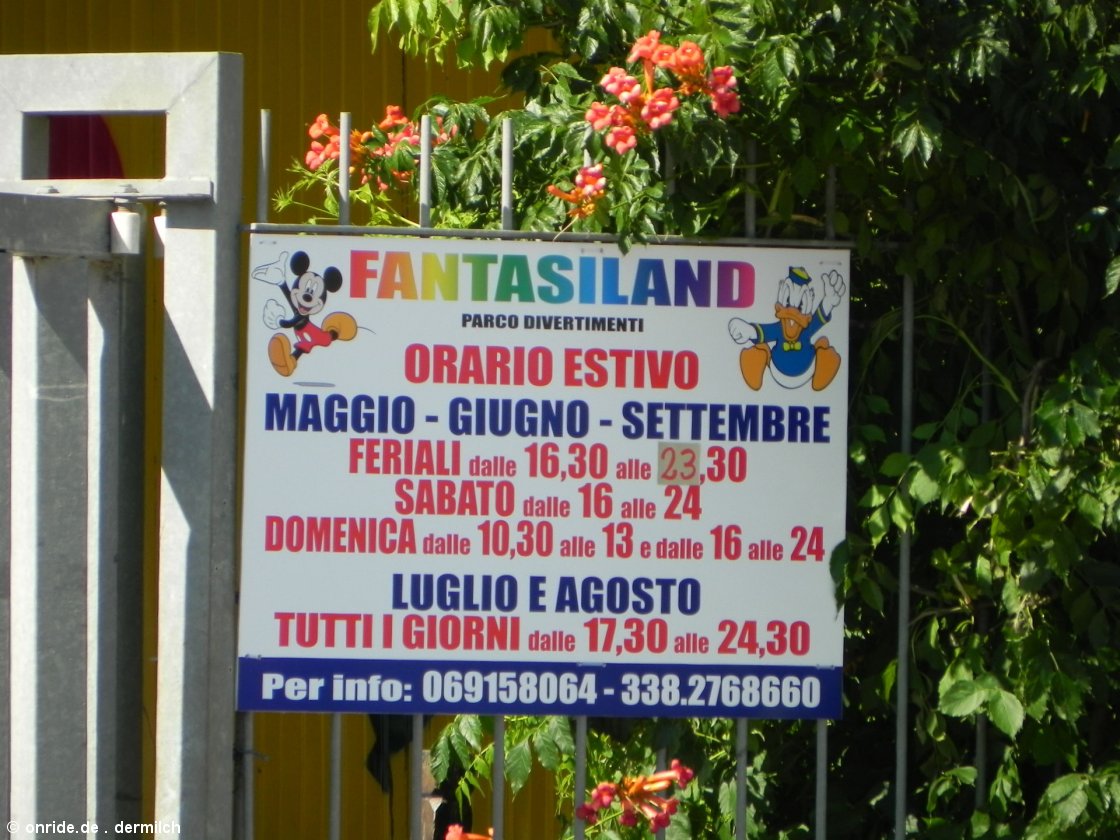 FANTASILAND
PARCO DIVERTIMENTI
ORARIO ESTIVO
MAGGIO - GIUGNO - SETTEMBRE
FERIALI dalle 16,30 alle 23,30
SABATO dalle 16 alle 24
DOMENICA dalle 10,30 alle 13 e dalle 16 alle 24
LUGLIO E AGOSTO
TUTTI I GIORNI dalle 17,30 alle 24,30
Per info: 069158064 - 338.2768660
© onride.de . dermilch